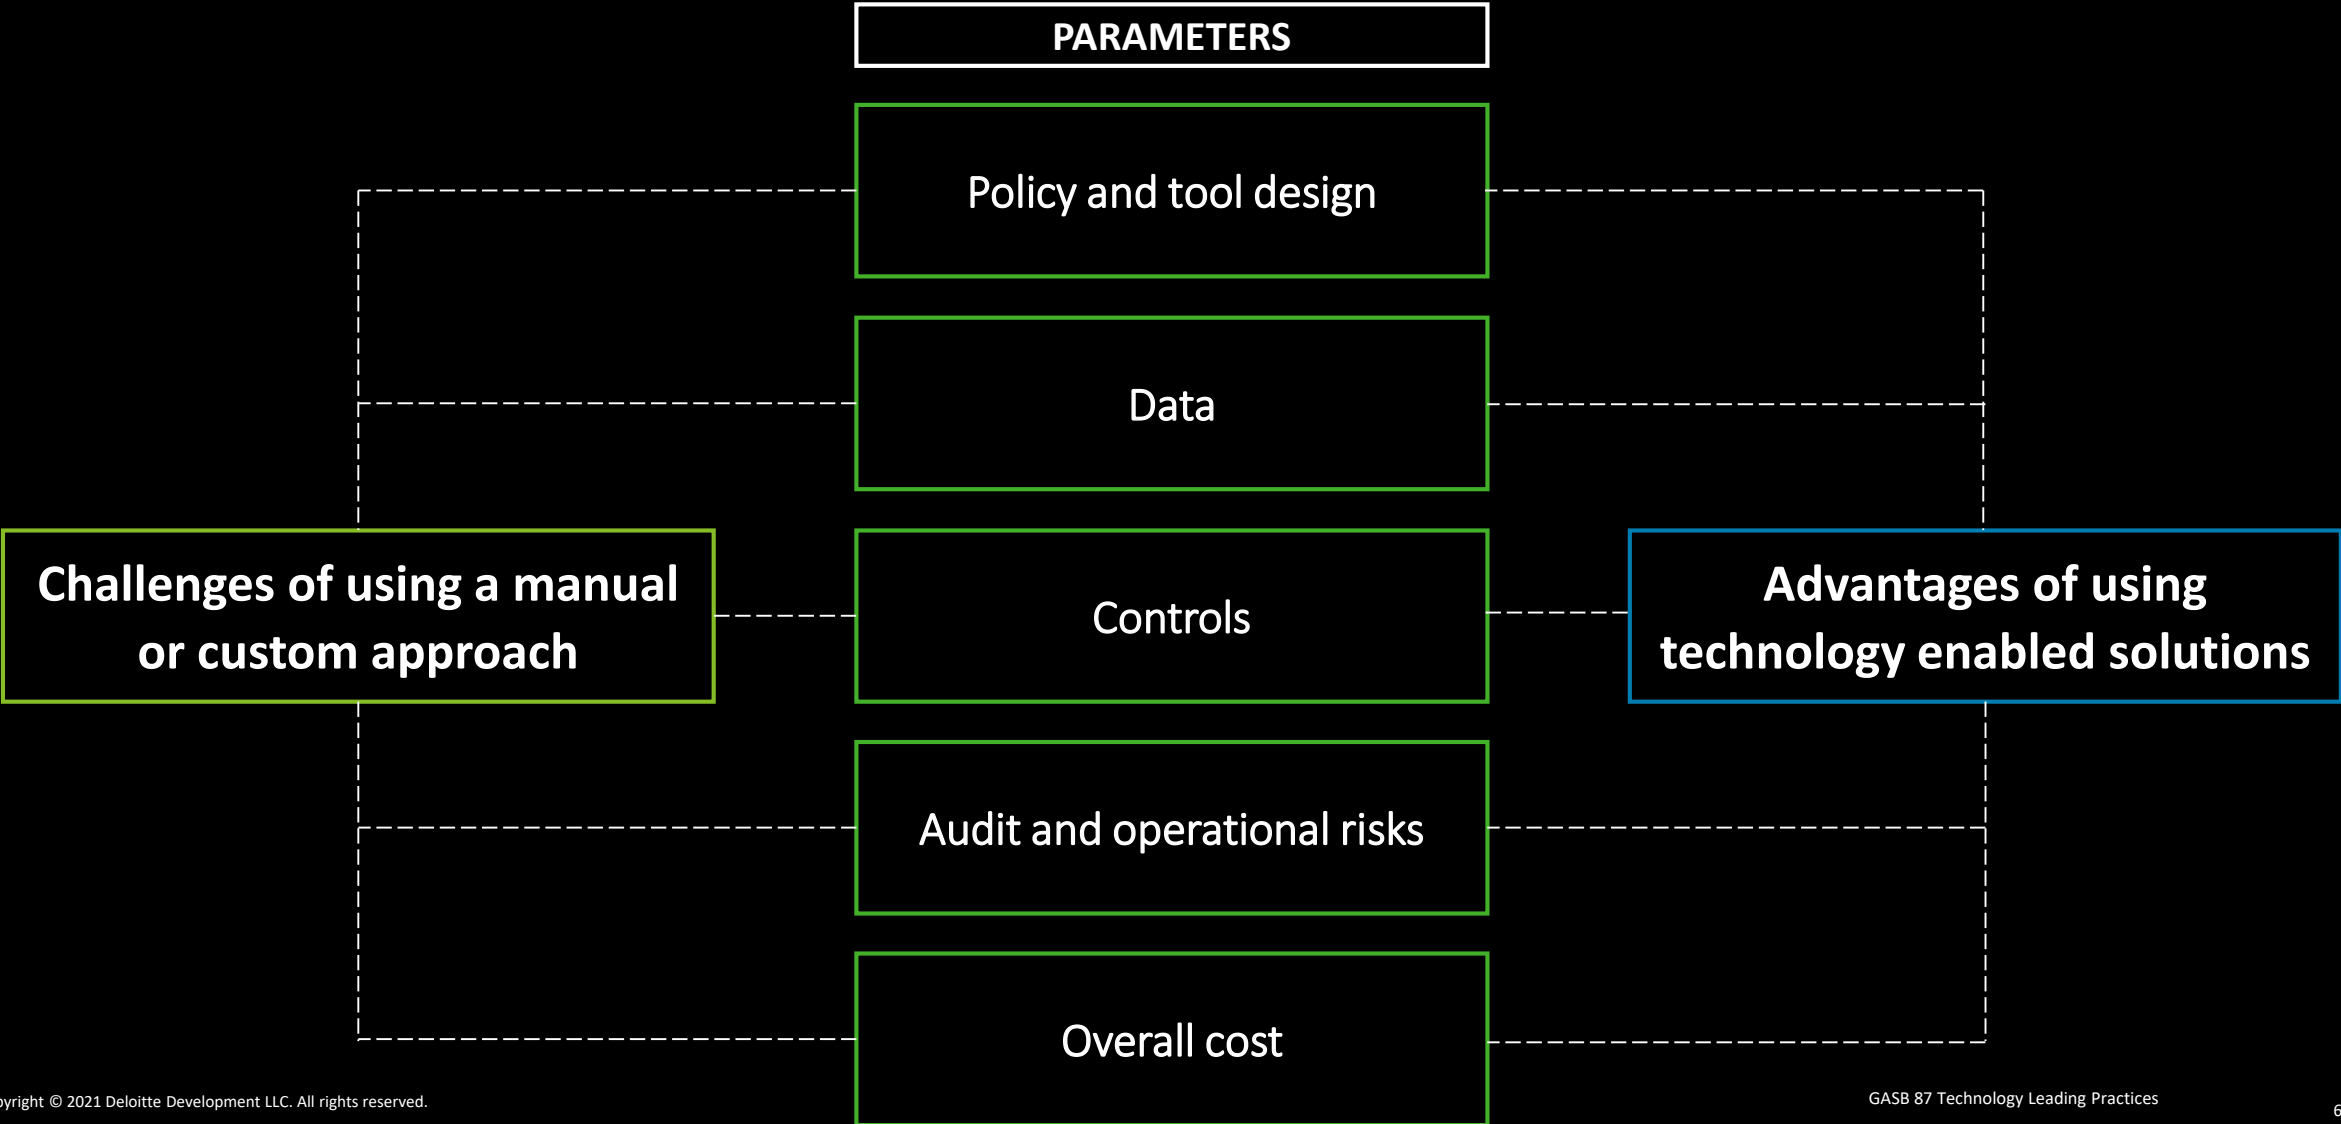 PARAMETERS
Policy and tool design
Data
Challenges of using a manual
or custom approach
Controls
Advantages of using
technology enabled solutions
Audit and operational risks
Overall cost
pyright © 2021 Deloitte Development LLC. All rights reserved.
GASB 87 Technology Leading Practices
6